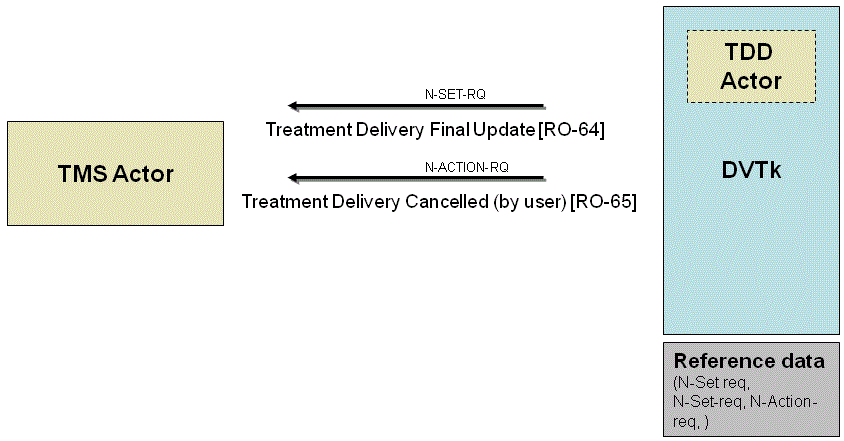 TDD
Actor
N-SET-RQ
Treatment Delivery Final Update [RO-64]
N-ACTION-RQ
TMS Actor
DVTk
Treatment Delivery Cancelled (by user) [RO-65]
Reference data
(N-Set req,
N-Set-req, N-Action-
req, )